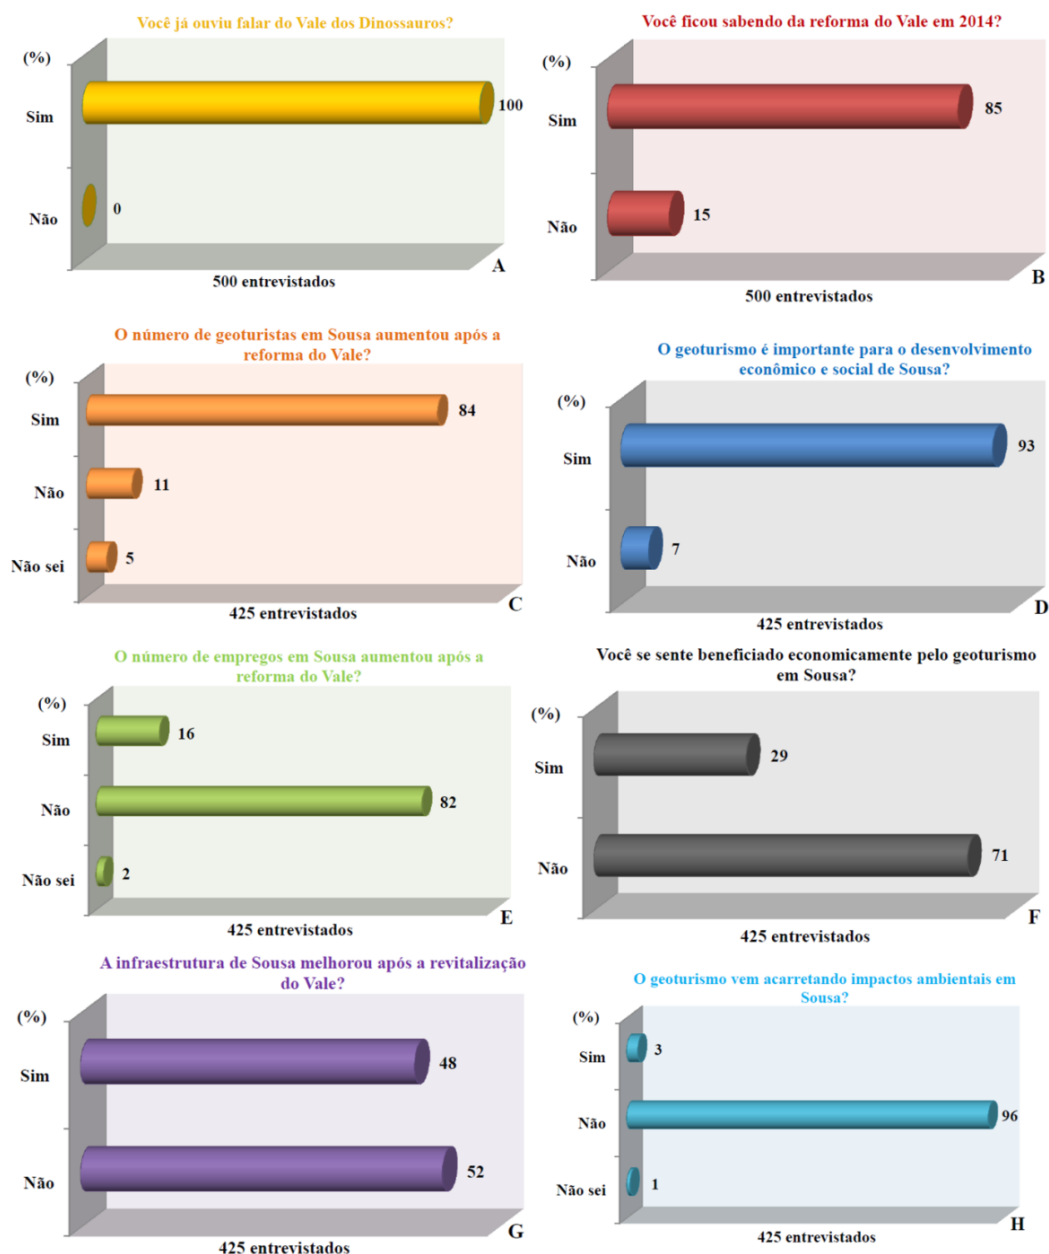 Você já ouviu falar do Vale dos Dinossauros?
(%)
Sim
100
Não
0
500 entrevistados
A
Você ficou sabendo da reforma do Vale em 2014?
(%)
Sim
85
Não
15
500 entrevistados
B
O número de geoturistas em Sousa aumentou após a
reforma do Vale?
(%)
Sim
84
Não
11
Não sei
5
425 entrevistados
C
O geoturismo é importante para o desenvolvimento
econômico e social de Sousa?
(%)
Sim
93
Não
7
425 entrevistados
D
O número de empregos em Sousa aumentou após a
reforma do Vale?
(%)
Sim
16
Não
82
Não sei
2
425 entrevistados
E
Você se sente beneficiado economicamente pelo geoturismo
em Sousa?
(%)
Sim
29
Não
71
425 entrevistados
F
A infraestrutura de Sousa melhorou após a revitalização
do Vale?
(%)
Sim
48
Não
52
425 entrevistados
G
O geoturismo vem acarretando impactos ambientais em
Sousa?
(%)
Sim
3
Não
96
Não sei
1
425 entrevistados
H